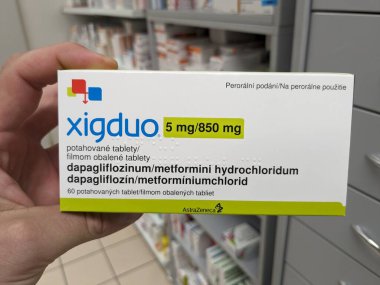 Perorální podání/Na perorálne použitie
xigduo 5 mg/850 mg
potahované tablety/
filmom obalené tablety
dapagliflozinum/metformini hydrochloridum
dapagliflozín/metformíniumchlorid
60 potahovaných tablet/filmom obalených tabliet
AstraZeneca